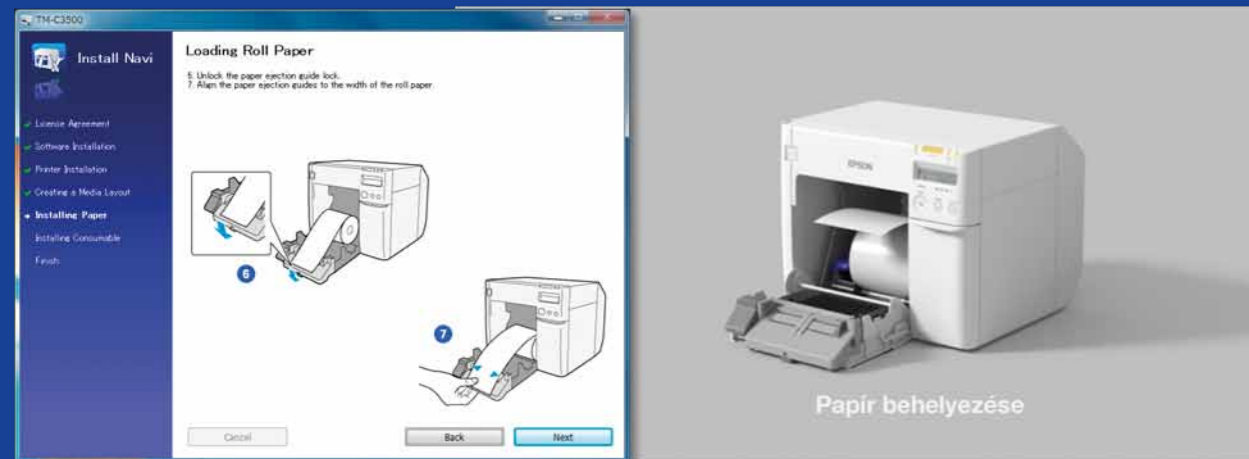 TM-C3500
Install Navi
License Agreement
Software Installation
Printer Installation
Creating a Media Layout
Installing Paper
Installing Consumable
Finish
Loading Roll Paper
6. Unlock the paper ejection guide lock.
7. Align the paper ejection guides to the width of the roll paper.
6
7
Cancel
Back
Next
EPSON
Papír behelyezése